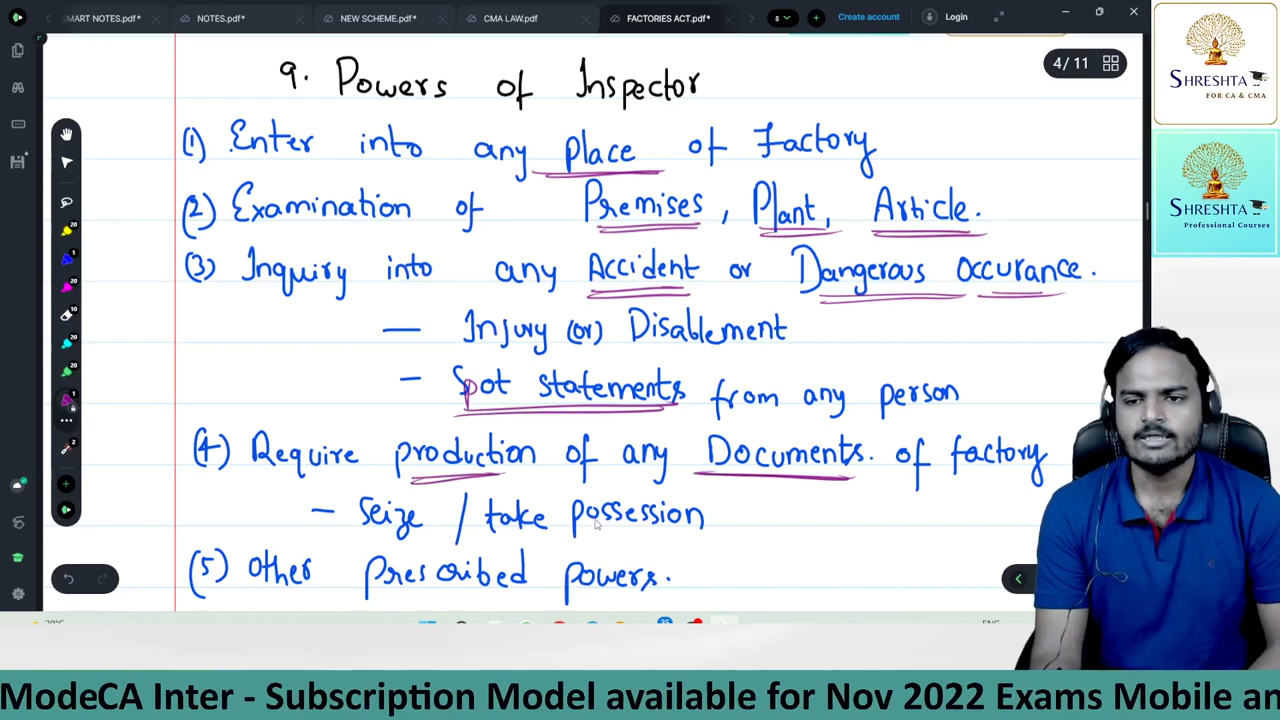 SMART NOTES.pdf*
NOTES.pdf*
NEW SCHEME.pdf*
CMA LAW.pdf
FACTORIES ACT.pdf*
8
Create account
Login
4/11
SHRESHTA
FOR CA & CMA
SHRESHTA
Professional Courses
9. Powers of Inspector
(1) Enter into any place of Factory
(2) Examination of Premises, Plant, Article.
(3) Inquiry into any Accident or Dangerous occurance.
— Injury (or) Disablement
- Spot statements from any person
(4) Require production of any Documents. of factory
- Seize / take possession
(5) Other prescribed powers.
ModeCA Inter - Subscription Model available for Nov 2022 Exams Mobile an